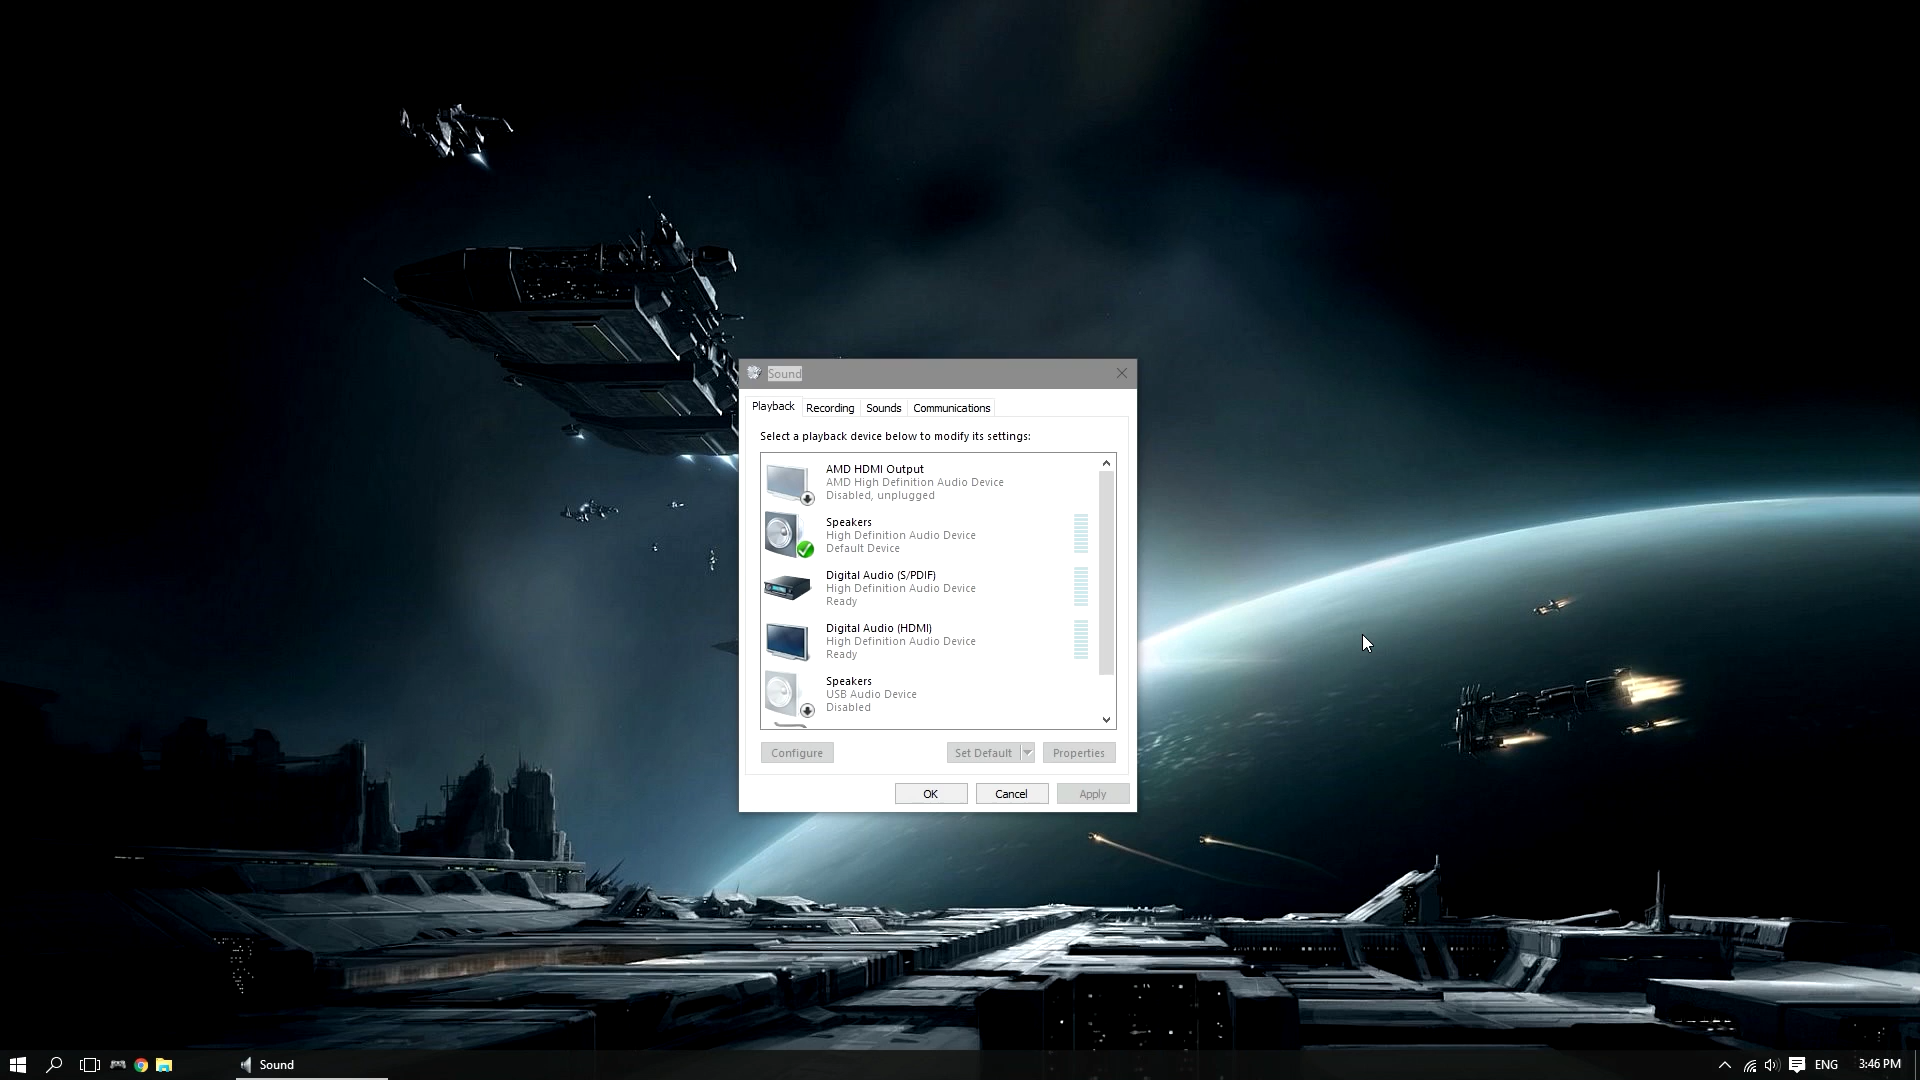 Sound
Playback Recording Sounds Communications
Select a playback device below to modify its settings:
AMD HDMI Output
AMD High Definition Audio Device
Disabled, unplugged
Speakers
High Definition Audio Device
Default Device
Digital Audio (S/PDIF)
High Definition Audio Device
Ready
Digital Audio (HDMI)
High Definition Audio Device
Ready
Speakers
USB Audio Device
Disabled
Configure Set Default Properties
OK Cancel Apply
Sound ENG 3:46 PM